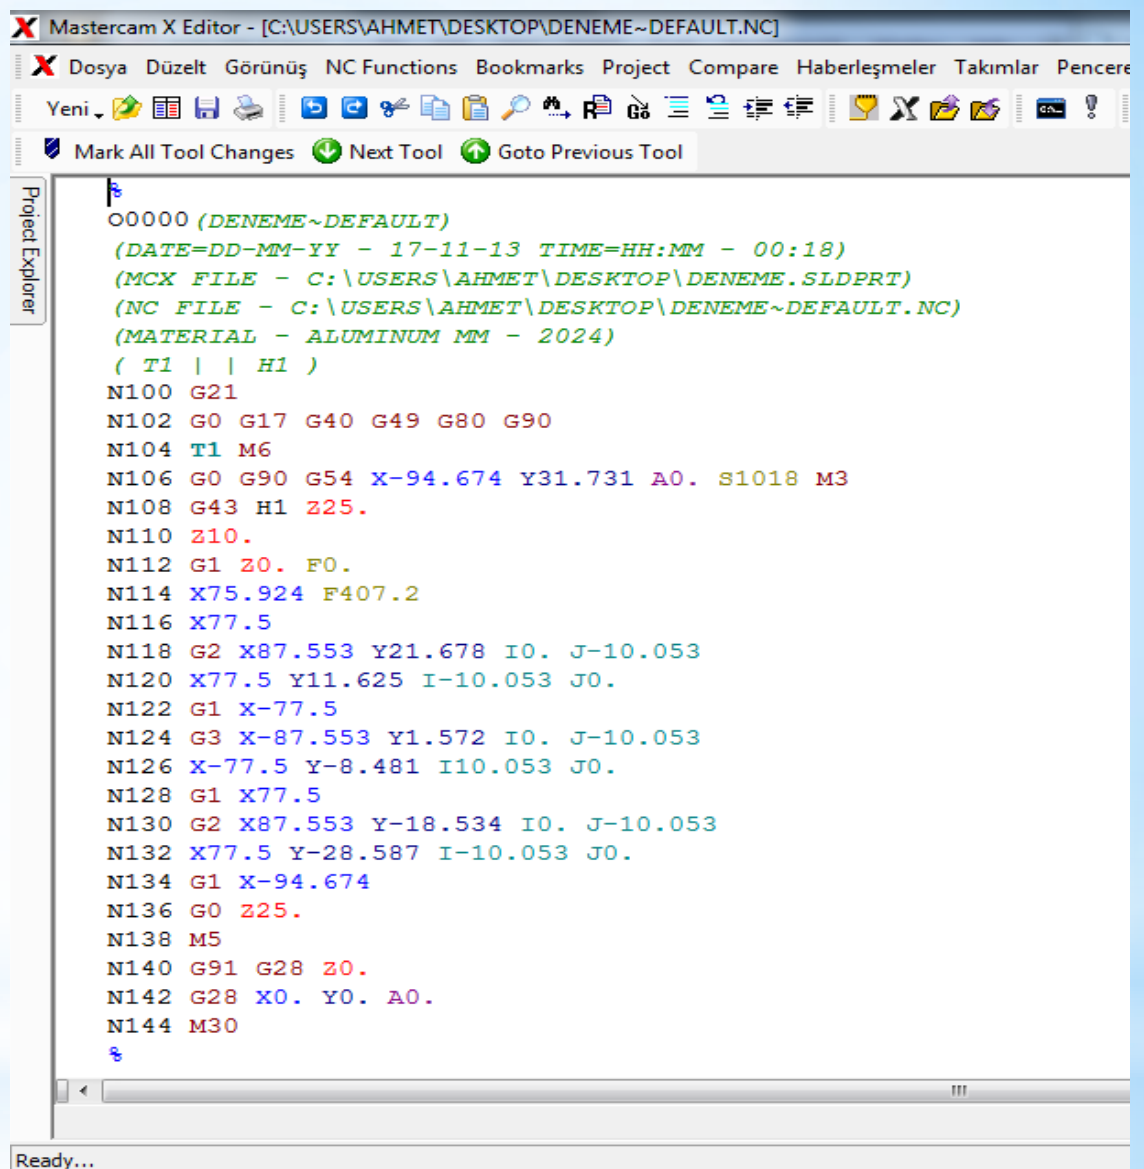 Mastercam X Editor - [C:\USERS\AHMET\DESKTOP\DENEME~DEFAULT.NC]
Dosya Düzelt Görünüş NC Functions Bookmarks Project Compare Haberleşmeler Takımlar Pencere
Yeni
Mark All Tool Changes Next Tool Goto Previous Tool
Project Explorer
%
O0000 (DENEME~DEFAULT)
(DATE=DD-MM-YY - 17-11-13 TIME=HH:MM - 00:18)
(MCX FILE - C:\USERS\AHMET\DESKTOP\DENEME.SLDPRT)
(NC FILE - C:\USERS\AHMET\DESKTOP\DENEME~DEFAULT.NC)
(MATERIAL - ALUMINUM MM - 2024)
( T1 | | H1 )
N100 G21
N102 G0 G17 G40 G49 G80 G90
N104 T1 M6
N106 G0 G90 G54 X-94.674 Y31.731 A0. S1018 M3
N108 G43 H1 Z25.
N110 Z10.
N112 G1 Z0. F0.
N114 X75.924 F407.2
N116 X77.5
N118 G2 X87.553 Y21.678 I0. J-10.053
N120 X77.5 Y11.625 I-10.053 J0.
N122 G1 X-77.5
N124 G3 X-87.553 Y1.572 I0. J-10.053
N126 X-77.5 Y-8.481 I10.053 J0.
N128 G1 X77.5
N130 G2 X87.553 Y-18.534 I0. J-10.053
N132 X77.5 Y-28.587 I-10.053 J0.
N134 G1 X-94.674
N136 G0 Z25.
N138 M5
N140 G91 G28 Z0.
N142 G28 X0. Y0. A0.
N144 M30
%
Ready...